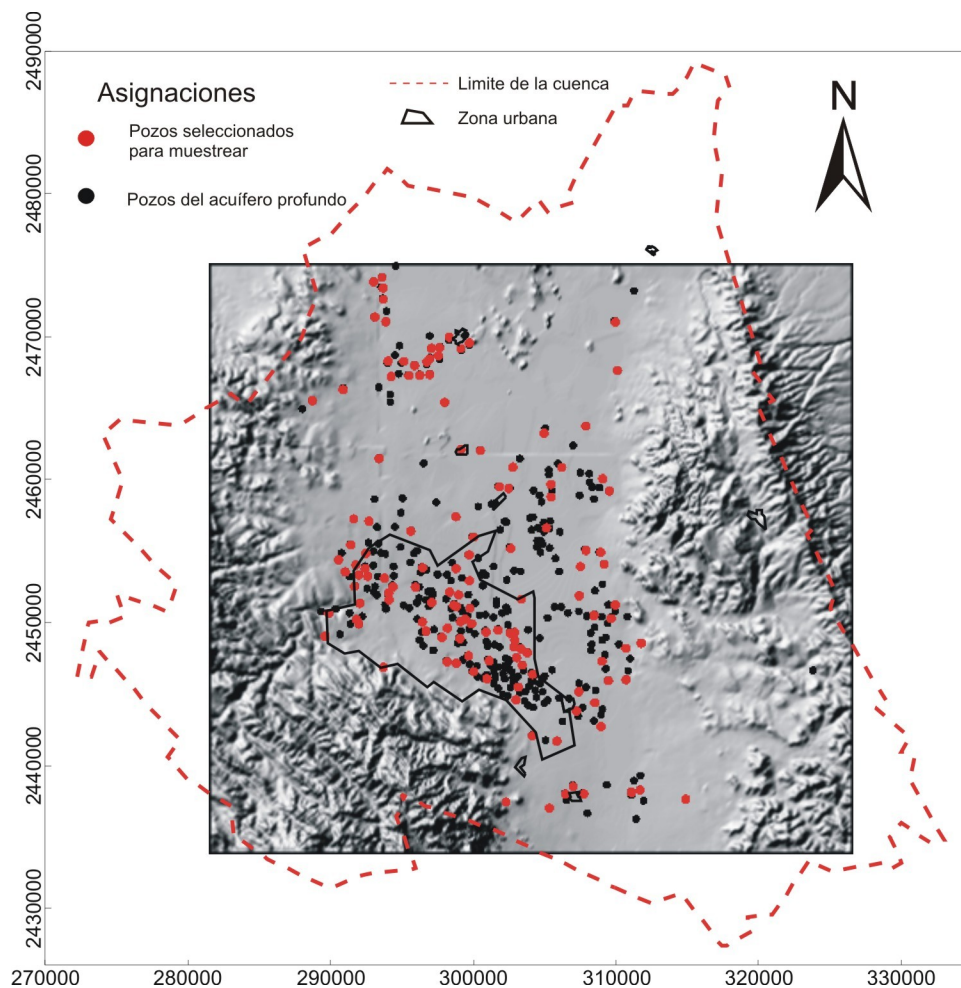 2490000
2480000
2470000
2460000
2450000
2440000
2430000
Asignaciones
Pozos seleccionados
para muestrear
Pozos del acuífero profundo
Limite de la cuenca
Zona urbana
N
270000
280000
290000
300000
310000
320000
330000